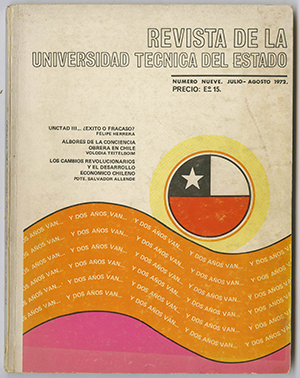 REVISTA DE LA
UNIVERSIDAD TECNICA DEL ESTADO
NUMERO NUEVE. JULIO-AGOSTO 1972.
PRECIO: Eº 15.
UNCTAD III... ¿EXITO O FRACASO?
FELIPE HERRERA
ALBORES DE LA CONCIENCIA
OBRERA EN CHILE
VOLODIA TEITELBOIM
LOS CAMBIOS REVOLUCIONARIOS
Y EL DESARROLLO
ECONOMICO CHILENO
PDTE. SALVADOR ALLENDE
Y DOS AÑOS VAN...